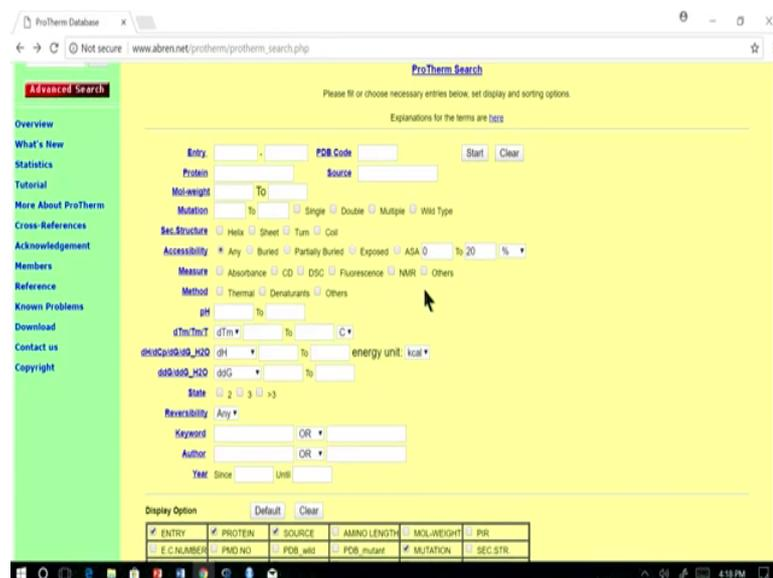 ProTherm Database
Not secure | www.abren.net/protherm/protherm_search.php
Advanced Search
Overview
What's New
Statistics
Tutorial
More About ProTherm
Cross-References
Acknowledgement
Members
Reference
Known Problems
Download
Contact us
Copyright
ProTherm Search
Please fill or choose necessary entries below, set display and sorting options.
Explanations for the terms are here
Entry - PDB Code Start Clear
Protein Source
Mol-weight To
Mutation To Single Double Multiple Wild Type
Sec.Structure Helix Sheet Turn Coil
Accessibility Any Buried Partially Buried Exposed ASA 0 To 20 %
Measure Absorbance CD DSC Fluorescence NMR Others
Method Thermal Denaturants Others
pH To
dTm/Tm/T dTm To C
dH/dCp/dG/dG_H2O dH To energy unit: kcal
ddG/ddG_H2O ddG To
State 2 3 >3
Reversibility Any
Keyword OR
Author OR
Year Since Until
Display Option Default Clear
ENTRY PROTEIN SOURCE AMINO LENGTH MOL-WEIGHT PIR
E.C.NUMBER PMD.NO PDB_wild PDB_mutant MUTATION SEC.STR.
4:18 PM